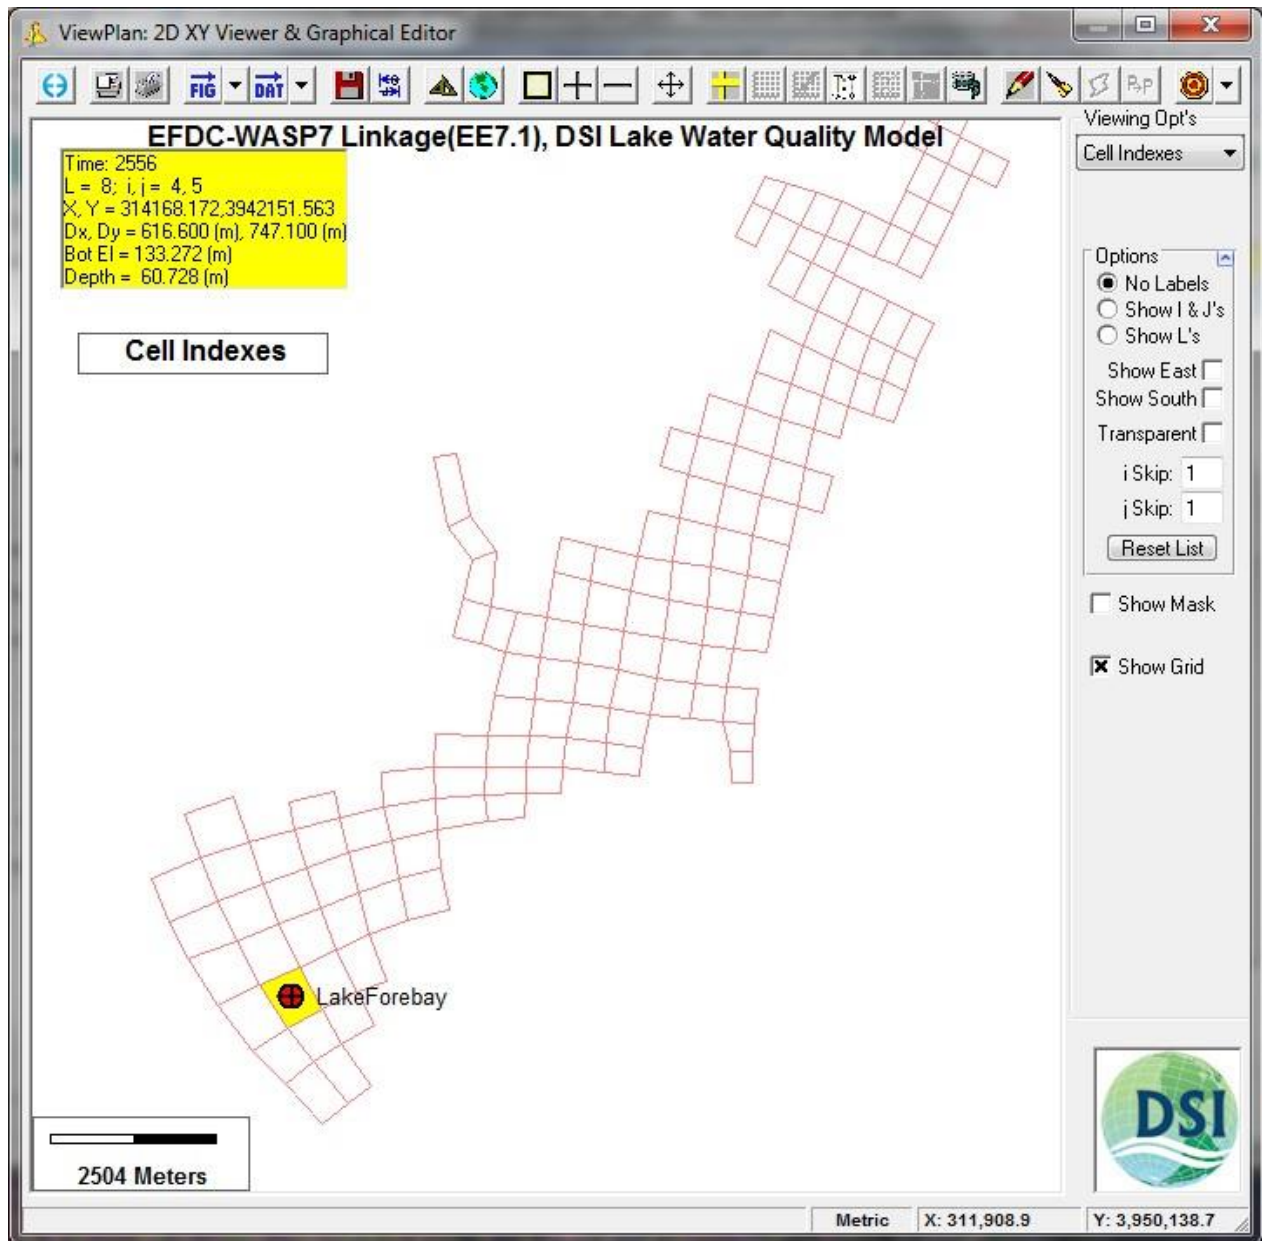 ViewPlan: 2D XY Viewer & Graphical Editor
FIG
DAT
EFDC-WASP7 Linkage(EE7.1), DSI Lake Water Quality Model
Time: 2556
L = 8; i, j = 4, 5
X, Y = 314168.172,3942151.563
Dx, Dy = 616.600 (m), 747.100 (m)
Bot El = 133.272 (m)
Depth = 60.728 (m)
Cell Indexes
LakeForebay
2504 Meters
Viewing Opt's
Cell Indexes
Options
No Labels
Show I & J's
Show L's
Show East
Show South
Transparent
i Skip: 1
j Skip: 1
Reset List
Show Mask
Show Grid
DSI
Metric
X: 311,908.9
Y: 3,950,138.7